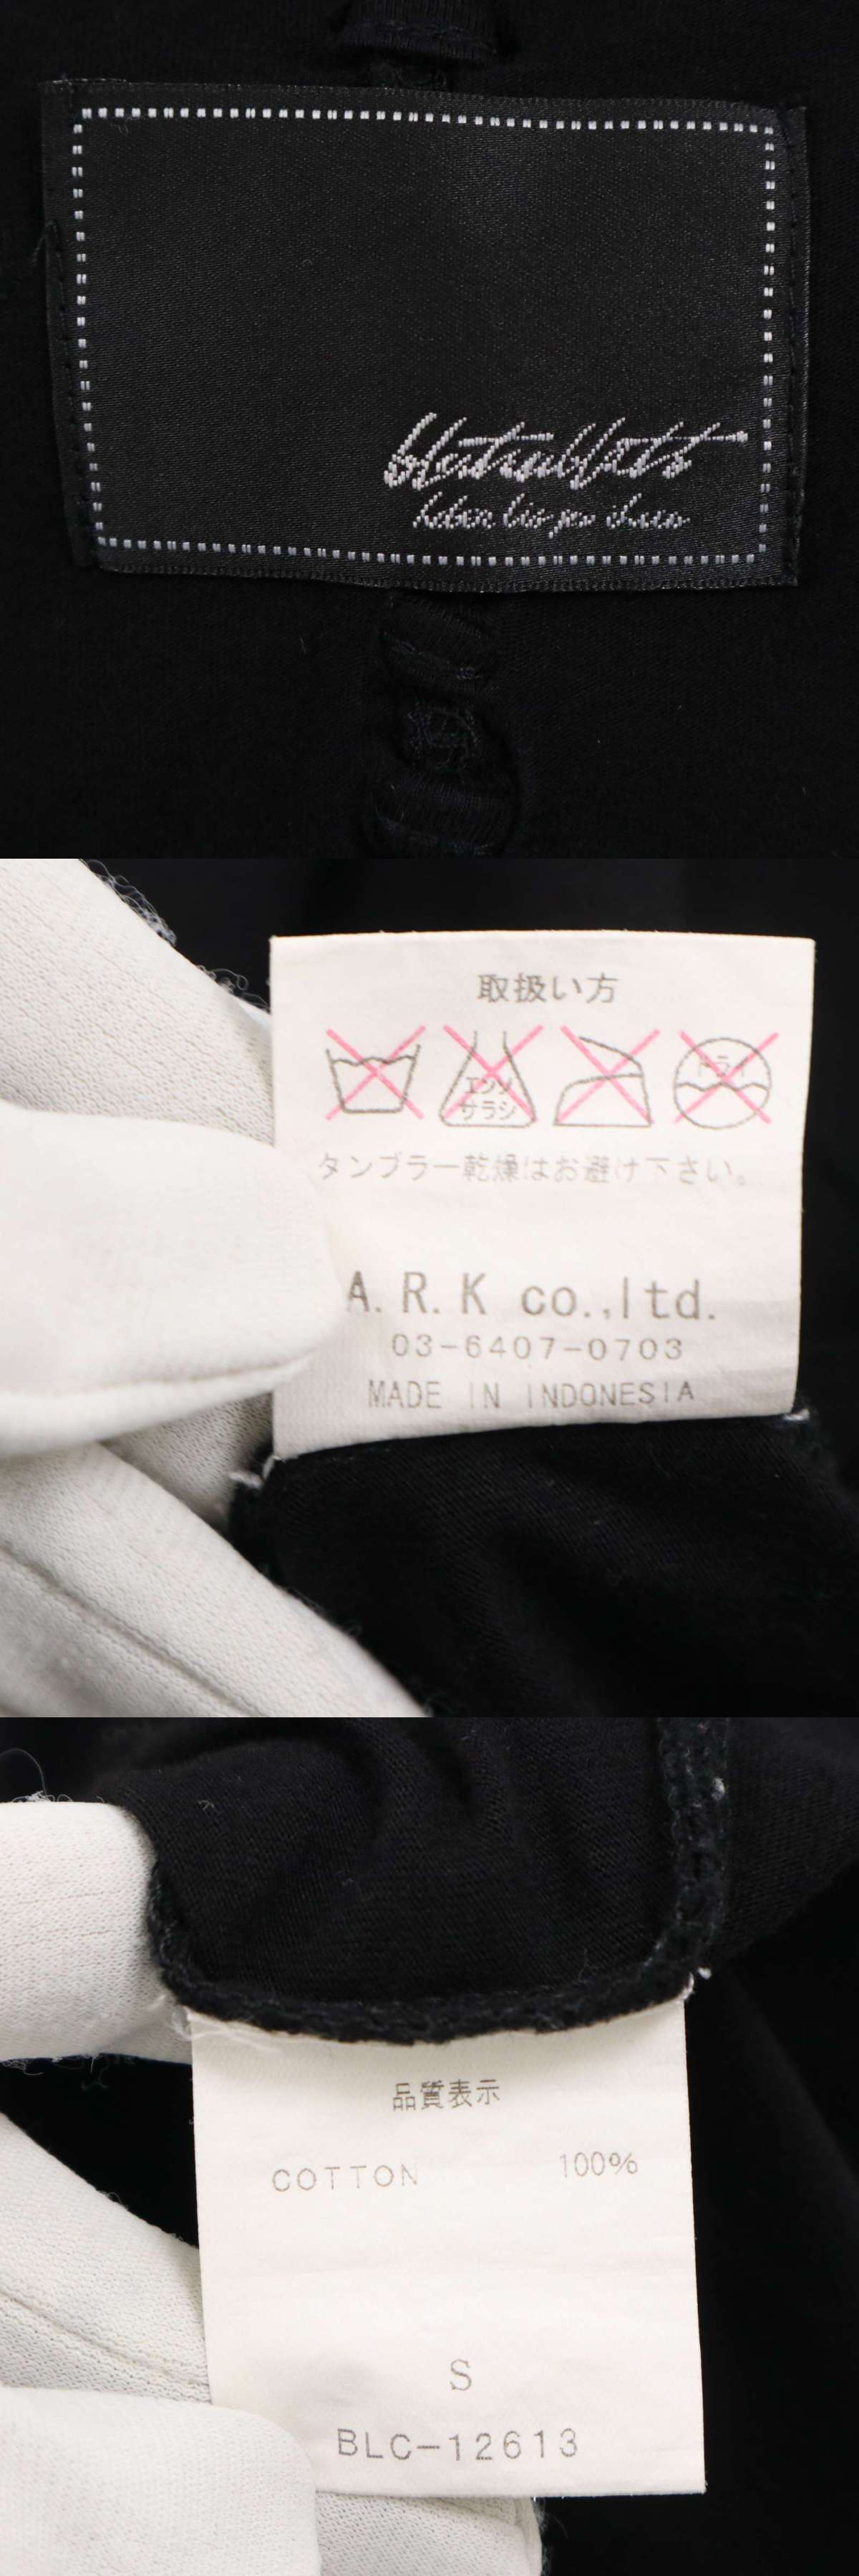 取扱い方
エンソ
サラシ
ドライ
タンブラー乾燥はお避け下さい。
A.R.K co.,ltd.
03-6407-0703
MADE IN INDONESIA
品質表示
COTTON 100%
S
BLC-12613